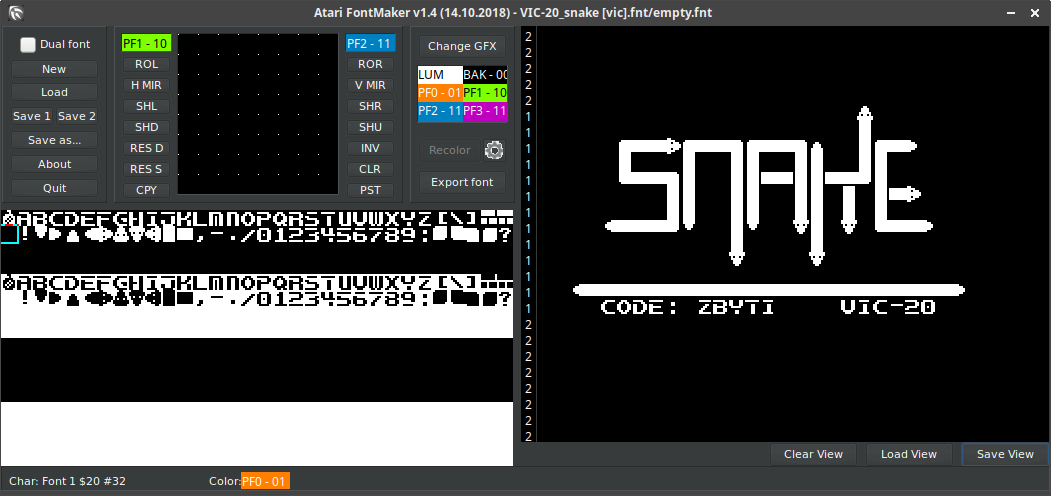 Atari FontMaker v1.4 (14.10.2018) - VIC-20_snake [vic].fnt/empty.fnt
Dual font
New
Load
Save 1 Save 2
Save as...
About
Quit
PF1 - 10
ROL
H MIR
SHL
SHD
RES D
RES S
CPY
PF2 - 11
ROR
V MIR
SHR
SHU
INV
CLR
PST
Change GFX
LUM BAK - 00
PF0 - 01 PF1 - 10
PF2 - 11 PF3 - 11
Recolor
Export font
ABCDEFGHIJKLMNOPQRSTUVWXYZ[\]
! ,-./0123456789: ?
ABCDEFGHIJKLMNOPQRSTUVWXYZ[\]
! ,-./0123456789: ?
2
2
2
2
2
1
1
1
1
1
1
1
1
1
1
1
1
1
2
2
2
2
2
2
2
2
SNAKE
CODE: ZBYTI VIC-20
Clear View Load View Save View
Char: Font 1 $20 #32 Color: PF0 - 01